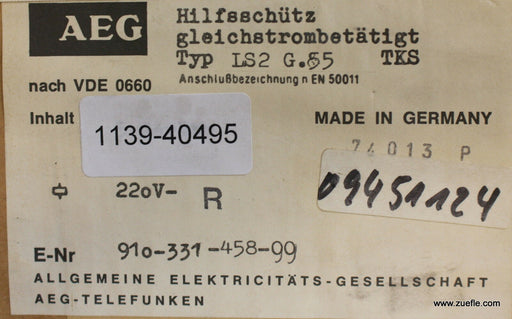 AEG
Hilfsschütz
gleichstrombetätigt
Typ LS2 G.55 TKS
nach VDE 0660
Anschlußbezeichnung n EN 50011
Inhalt
1139-40495
MADE IN GERMANY
74013 P
09451124
220V- R
E-Nr 910-331-458-99
ALLGEMEINE ELEKTRICITÄTS-GESELLSCHAFT
AEG-TELEFUNKEN
www.zuefle.com